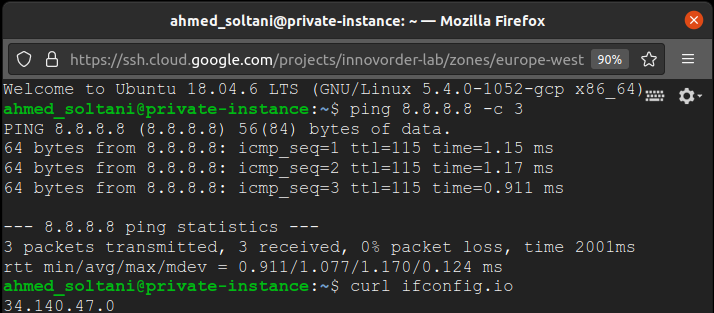 ahmed_soltani@private-instance: ~ — Mozilla Firefox
https://ssh.cloud.google.com/projects/innovorder-lab/zones/europe-west
90%
Welcome to Ubuntu 18.04.6 LTS (GNU/Linux 5.4.0-1052-gcp x86_64)
ahmed_soltani@private-instance:~$ ping 8.8.8.8 -c 3
PING 8.8.8.8 (8.8.8.8) 56(84) bytes of data.
64 bytes from 8.8.8.8: icmp_seq=1 ttl=115 time=1.15 ms
64 bytes from 8.8.8.8: icmp_seq=2 ttl=115 time=1.17 ms
64 bytes from 8.8.8.8: icmp_seq=3 ttl=115 time=0.911 ms
--- 8.8.8.8 ping statistics ---
3 packets transmitted, 3 received, 0% packet loss, time 2001ms
rtt min/avg/max/mdev = 0.911/1.077/1.170/0.124 ms
ahmed_soltani@private-instance:~$ curl ifconfig.io
34.140.47.0